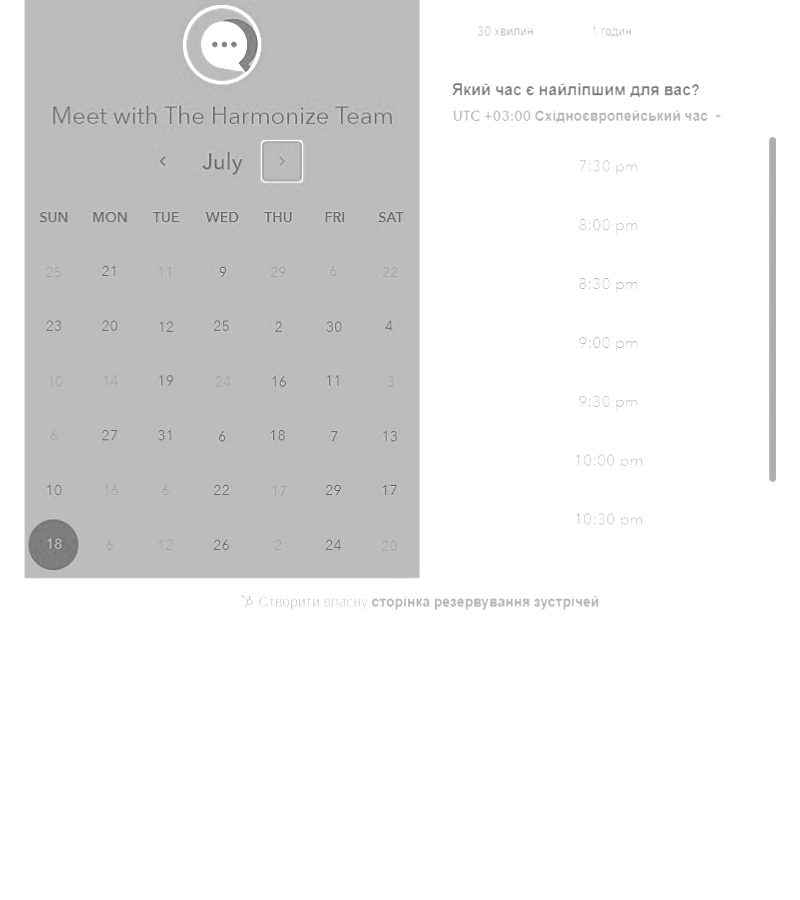 30 хвилин 1 годин
Який час є найліпшим для вас?
UTC +03:00 Східноєвропейський час
Meet with The Harmonize Team
July
SUN MON TUE WED THU FRI SAT
25 21 11 9 29 6 22
23 20 12 25 2 30 4
10 14 19 24 16 11 3
6 27 31 6 18 7 13
10 16 6 22 17 29 17
18 6 12 26 2 24 20
7:30 pm
8:00 pm
8:30 pm
9:00 pm
9:30 pm
10:00 pm
10:30 pm
Створити власну сторінка резервування зустрічей